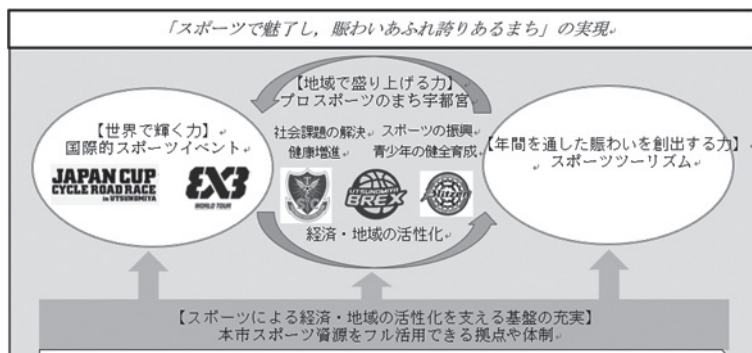 「スポーツで魅了し，賑わいあふれ誇りあるまち」の実現
【地域で盛り上げる力】
プロスポーツのまち宇都宮
【世界で輝く力】
国際的スポーツイベント
JAPAN CUP
CYCLE ROAD RACE
in UTSUNOMIYA
3X3
WORLD TOUR
社会課題の解決 スポーツの振興
健康増進 青少年の健全育成
UTSUNOMIYA
BREX
Blitzen
経済・地域の活性化
【年間を通した賑わいを創出する力】
スポーツツーリズム
【スポーツによる経済・地域の活性化を支える基盤の充実】
本市スポーツ資源をフル活用できる拠点や体制